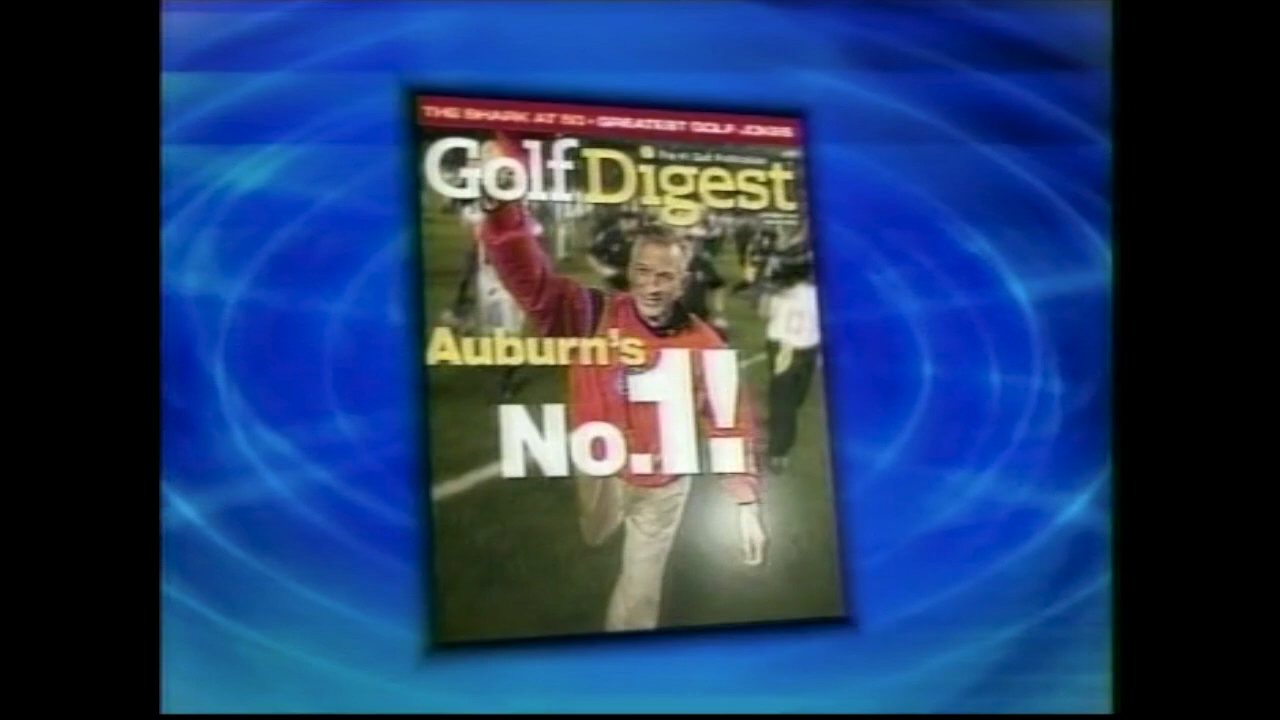 THE SHARK AT 50 • GREATEST GOLF JOKES
Golf Digest
Auburn's
No.1!